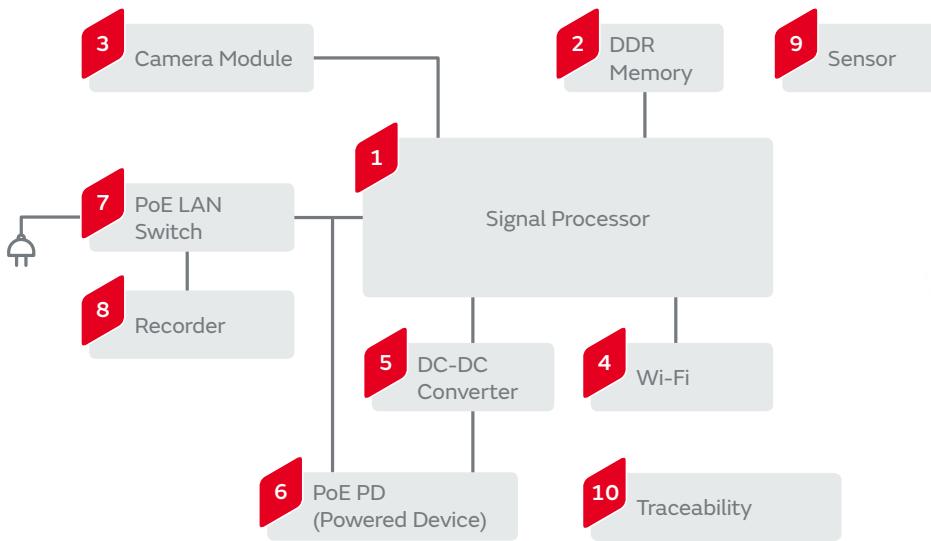 3
Camera Module
2
DDR
Memory
9
Sensor
1
Signal Processor
7
PoE LAN
Switch
8
Recorder
5
DC-DC
Converter
4
Wi-Fi
6
PoE PD
(Powered Device)
10
Traceability